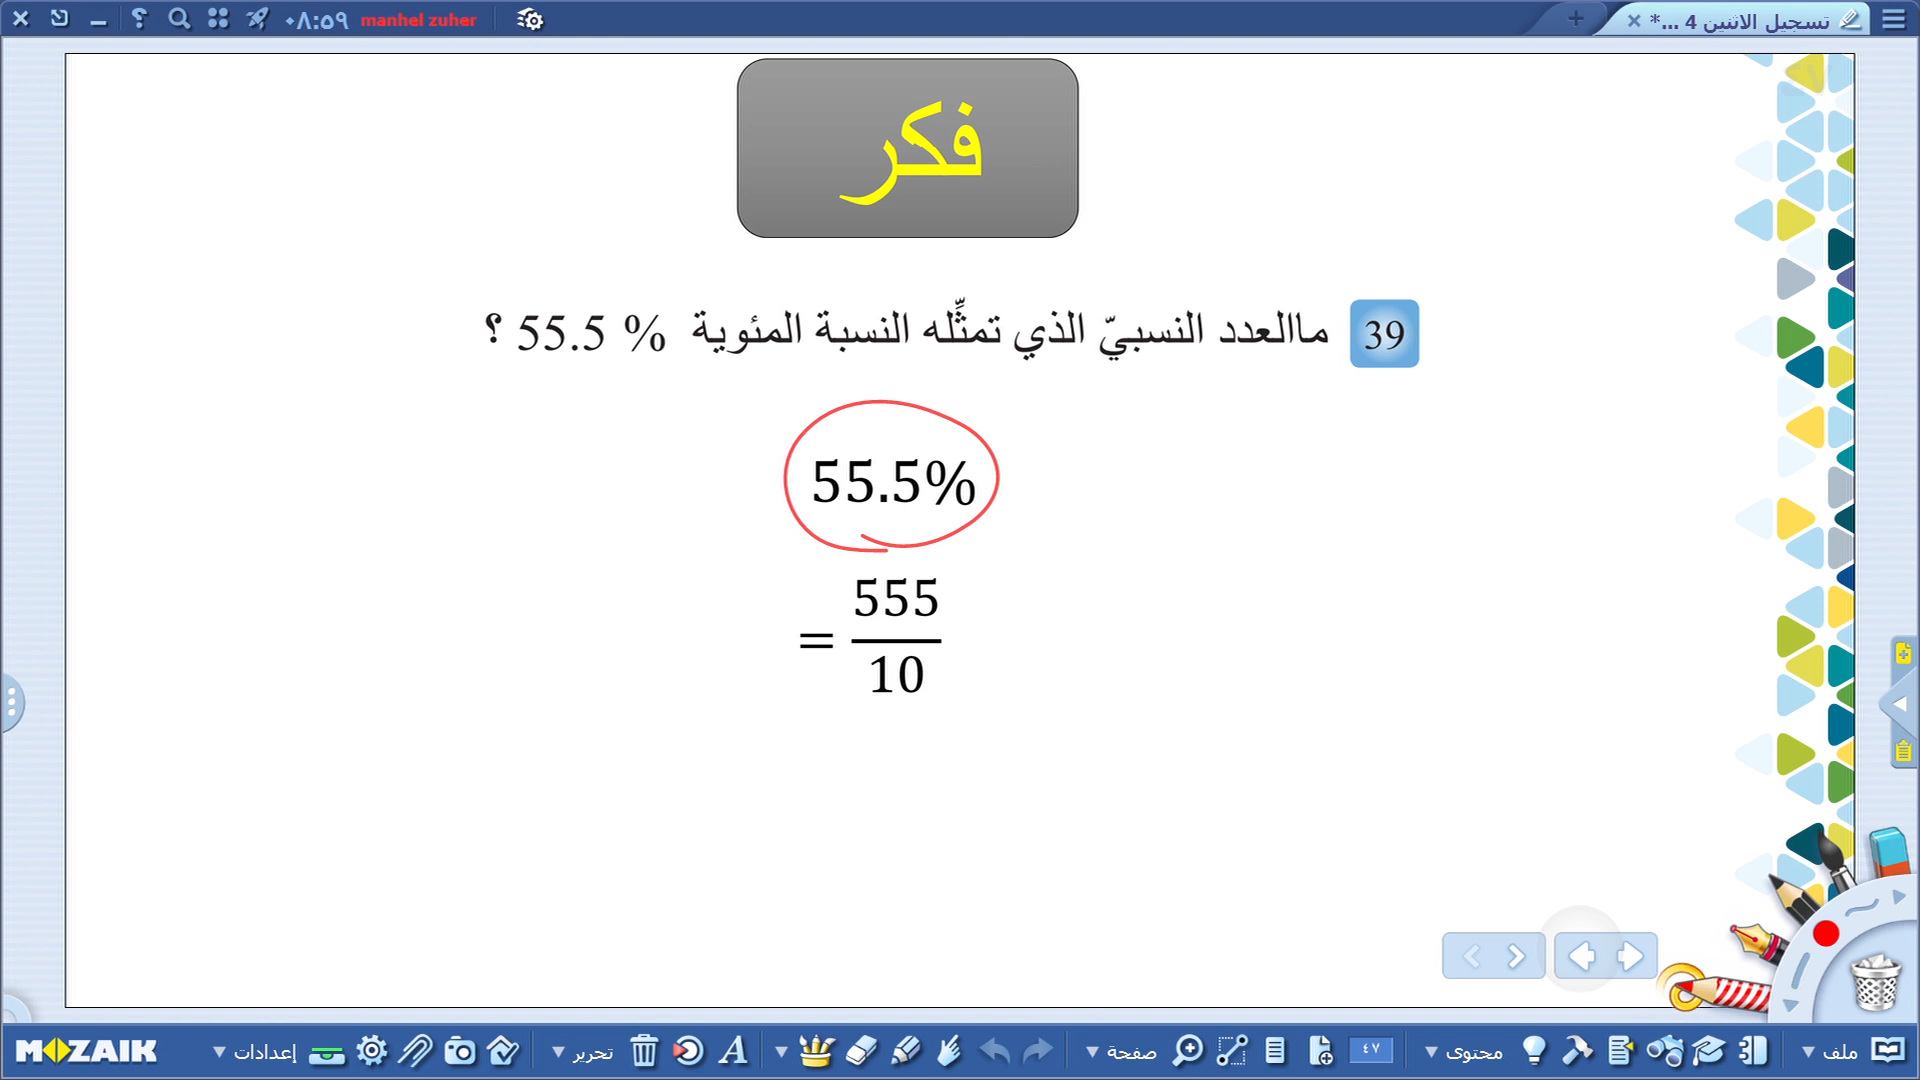 تسجيل الاثنين 4 ...*
manhel zuher ٠٨:٥٩
فكر
39 ماالعدد النسبيّ الذي تمثِّله النسبة المئوية % 55.5 ؟
55.5%
= 555/10
ملف محتوى ٤٧ صفحة A تحرير إعدادات MOZAIK